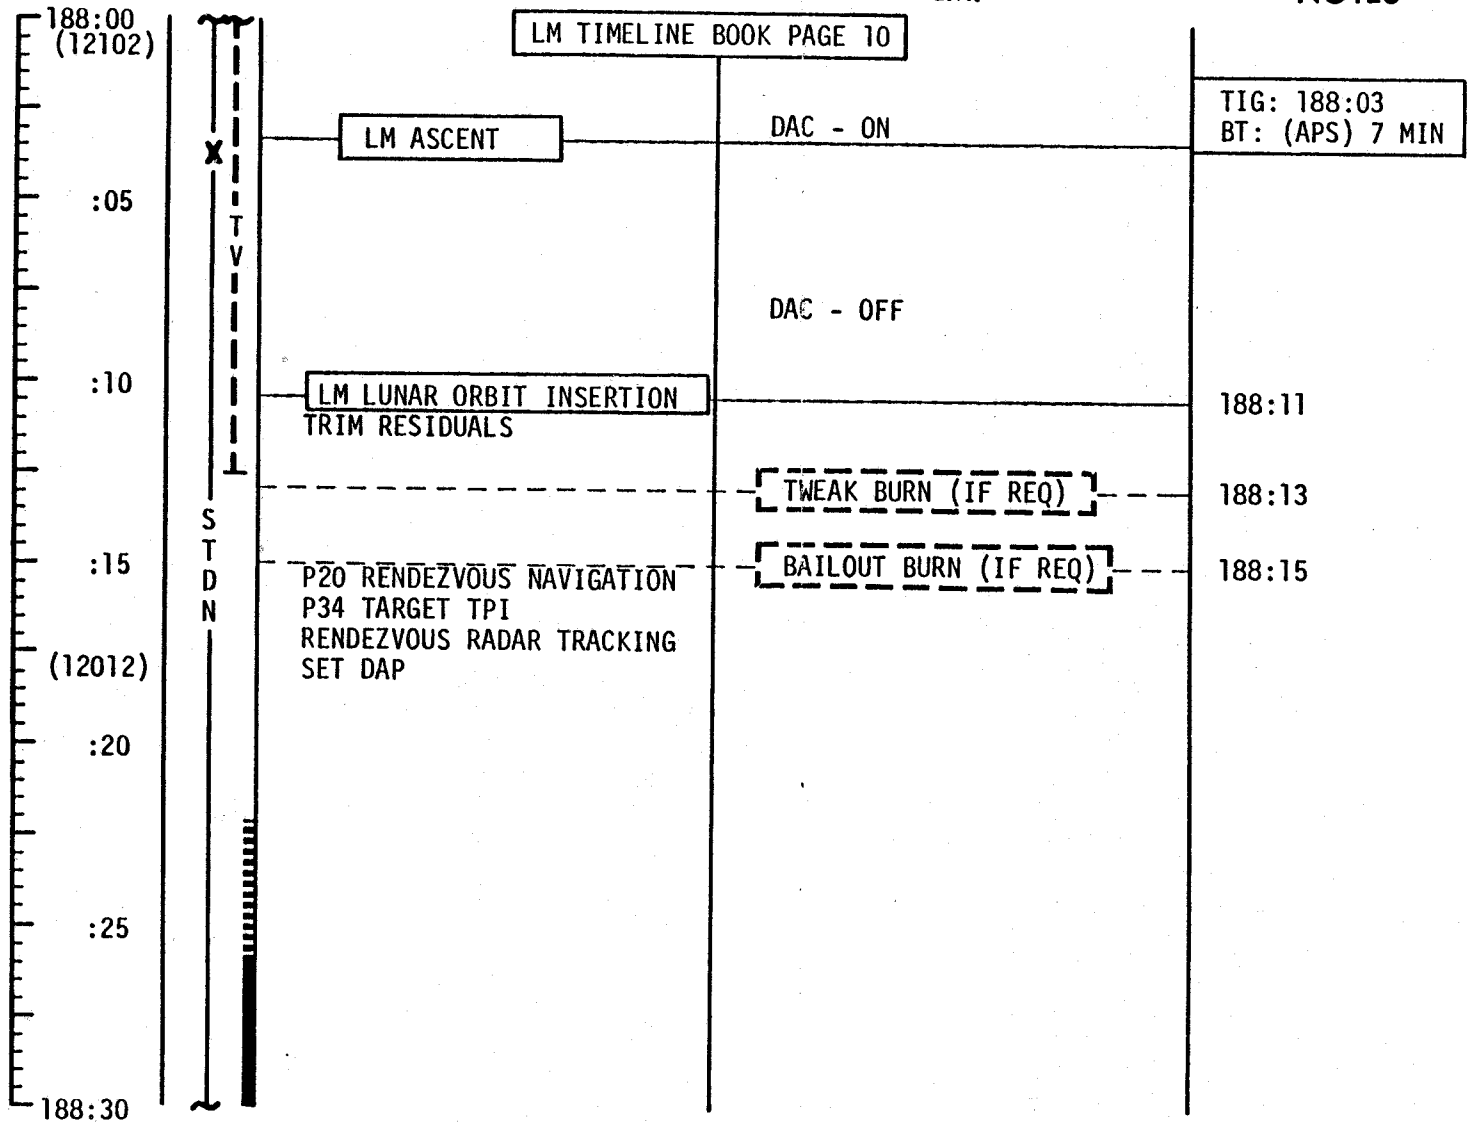 NOTES
188:00
(12102)
LM TIMELINE BOOK PAGE 10
TIG: 188:03
BT: (APS) 7 MIN
LM ASCENT
DAC - ON
X
:05
TV
DAC - OFF
:10
LM LUNAR ORBIT INSERTION
188:11
TRIM RESIDUALS
TWEAK BURN (IF REQ)
188:13
STDN
:15
BAILOUT BURN (IF REQ)
188:15
P20 RENDEZVOUS NAVIGATION
P34 TARGET TPI
RENDEZVOUS RADAR TRACKING
(12012)
SET DAP
:20
:25
188:30